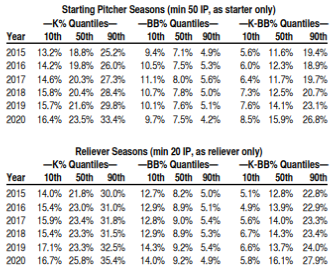 Starting Pitcher Seasons (min 50 IP, as starter only)
—K% Quantiles— —BB% Quantiles— —K-BB% Quantiles—
Year 10th 50th 90th 10th 50th 90th 10th 50th 90th
2015 13.2% 18.8% 25.2% 9.4% 7.1% 4.9% 5.6% 11.6% 19.4%
2016 14.2% 19.8% 26.0% 10.5% 7.5% 5.3% 6.0% 12.3% 18.9%
2017 14.6% 20.3% 27.3% 11.1% 8.0% 5.6% 6.4% 11.7% 19.7%
2018 15.8% 20.4% 28.4% 10.7% 7.8% 5.0% 7.3% 12.5% 20.7%
2019 15.7% 21.6% 29.8% 10.1% 7.6% 5.1% 7.6% 14.1% 23.1%
2020 16.4% 23.5% 33.4% 9.7% 7.5% 4.2% 8.5% 15.9% 26.8%
Reliever Seasons (min 20 IP, as reliever only)
—K% Quantiles— —BB% Quantiles— —K-BB% Quantiles—
Year 10th 50th 90th 10th 50th 90th 10th 50th 90th
2015 14.0% 21.8% 30.0% 12.7% 8.2% 5.0% 5.1% 12.8% 22.8%
2016 15.4% 23.0% 31.0% 12.9% 8.9% 5.1% 4.9% 13.9% 22.9%
2017 15.9% 23.4% 31.8% 12.8% 9.0% 5.4% 5.6% 14.0% 23.3%
2018 15.4% 23.3% 31.5% 12.9% 8.9% 5.3% 6.7% 14.3% 23.4%
2019 17.1% 23.3% 32.5% 14.3% 9.2% 5.4% 6.6% 13.7% 24.0%
2020 16.7% 25.8% 35.4% 14.0% 9.2% 4.9% 5.8% 16.1% 27.9%